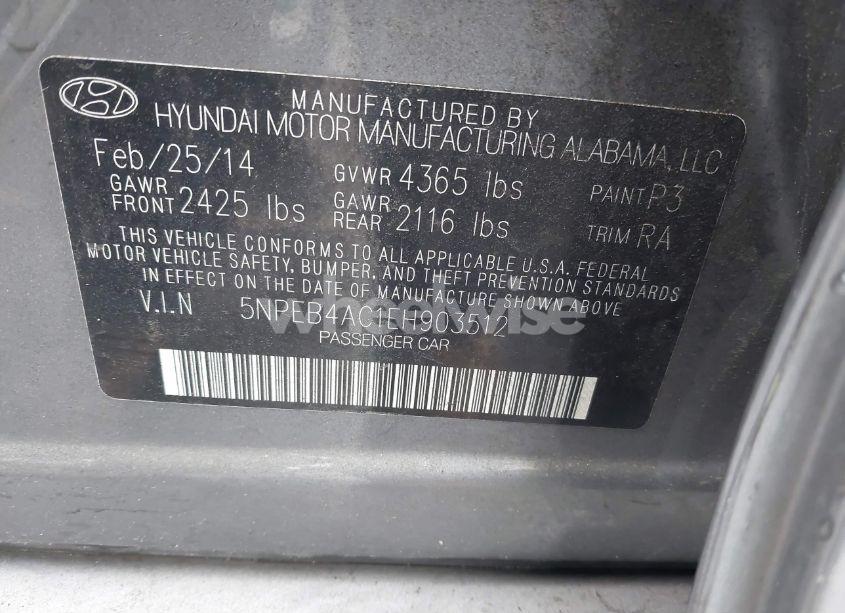 MANUFACTURED BY
HYUNDAI MOTOR MANUFACTURING ALABAMA, LLC
Feb/25/14 GVWR 4365 lbs PAINT P3
GAWR FRONT 2425 lbs GAWR REAR 2116 lbs TRIM RA
THIS VEHICLE CONFORMS TO ALL APPLICABLE U.S.A. FEDERAL
MOTOR VEHICLE SAFETY, BUMPER, AND THEFT PREVENTION STANDARDS
IN EFFECT ON THE DATE OF MANUFACTURE SHOWN ABOVE
V.I.N 5NPEB4AC1EH903512
PASSENGER CAR
wheelwise